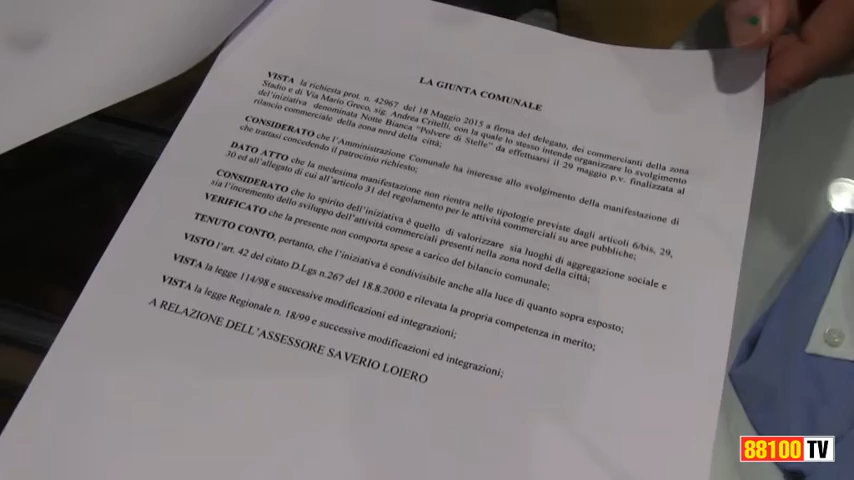 LA GIUNTA COMUNALE
VISTA la richiesta prot. n. 42967 del 18 Maggio 2015 a firma del delegato, dei commercianti della zona
Stadio e di Via Mario Greco, sig. Andrea Critelli, con la quale lo stesso intende organizzare lo svolgimento
del'iniziativa denominata Notte Bianca "Polvere di Stelle" da effettuarsi il 29 maggio p.v. finalizzata al
rilancio commerciale della zona nord della città;
CONSIDERATO che l'Amministrazione Comunale ha interesse allo svolgimento della manifestazione di
che trattasi concedendo il patrocinio richiesto;
DATO ATTO che la medesima manifestazione non rientra nelle tipologie previste dagli articoli 6/bis, 29,
30 ed all'allegato di cui all'articolo 31 del regolamento per le attività commerciali su aree pubbliche;
CONSIDERATO che lo spirito dell'iniziativa è quello di valorizzare sia luoghi di aggregazione sociale e
sia l'incremento dello sviluppo dell'attività commerciali presenti nella zona nord della città;
VERIFICATO che la presente non comporta spese a carico del bilancio comunale;
TENUTO CONTO, pertanto, che l'iniziativa é condivisibile anche alla luce di quanto sopra esposto;
VISTO l'art. 42 del citato D.Lgs n.267 del 18.8.2000 e rilevata la propria competenza in merito;
VISTA la legge 114/98 e successive modificazioni ed integrazioni;
VISTA la legge Regionale n. 18/99 e successive modificazioni ed integrazioni;
A RELAZIONE DELL'ASSESSORE SAVERIO LOIERO
88100 TV